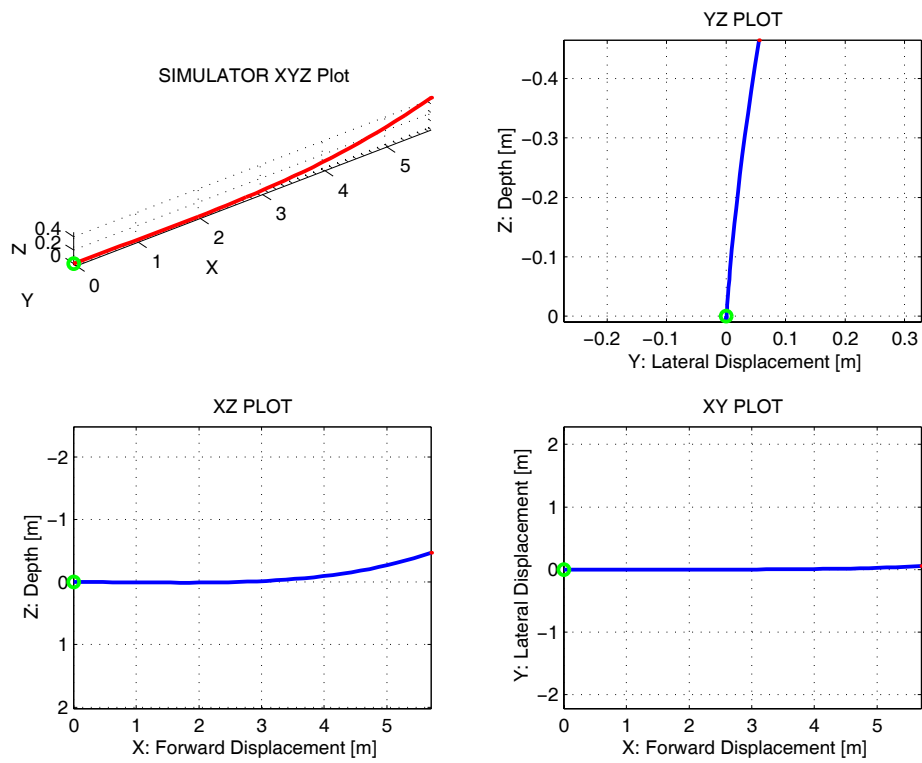 SIMULATOR XYZ Plot
0.4
0.2
0
Z
Y
0
1
2
3
4
5
X
YZ PLOT
−0.4
−0.3
−0.2
−0.1
0
Z: Depth [m]
−0.2 −0.1 0 0.1 0.2 0.3
Y: Lateral Displacement [m]
XZ PLOT
−2
−1
0
1
2
Z: Depth [m]
0 1 2 3 4 5
X: Forward Displacement [m]
XY PLOT
2
1
0
−1
−2
Y: Lateral Displacement [m]
0 1 2 3 4 5
X: Forward Displacement [m]